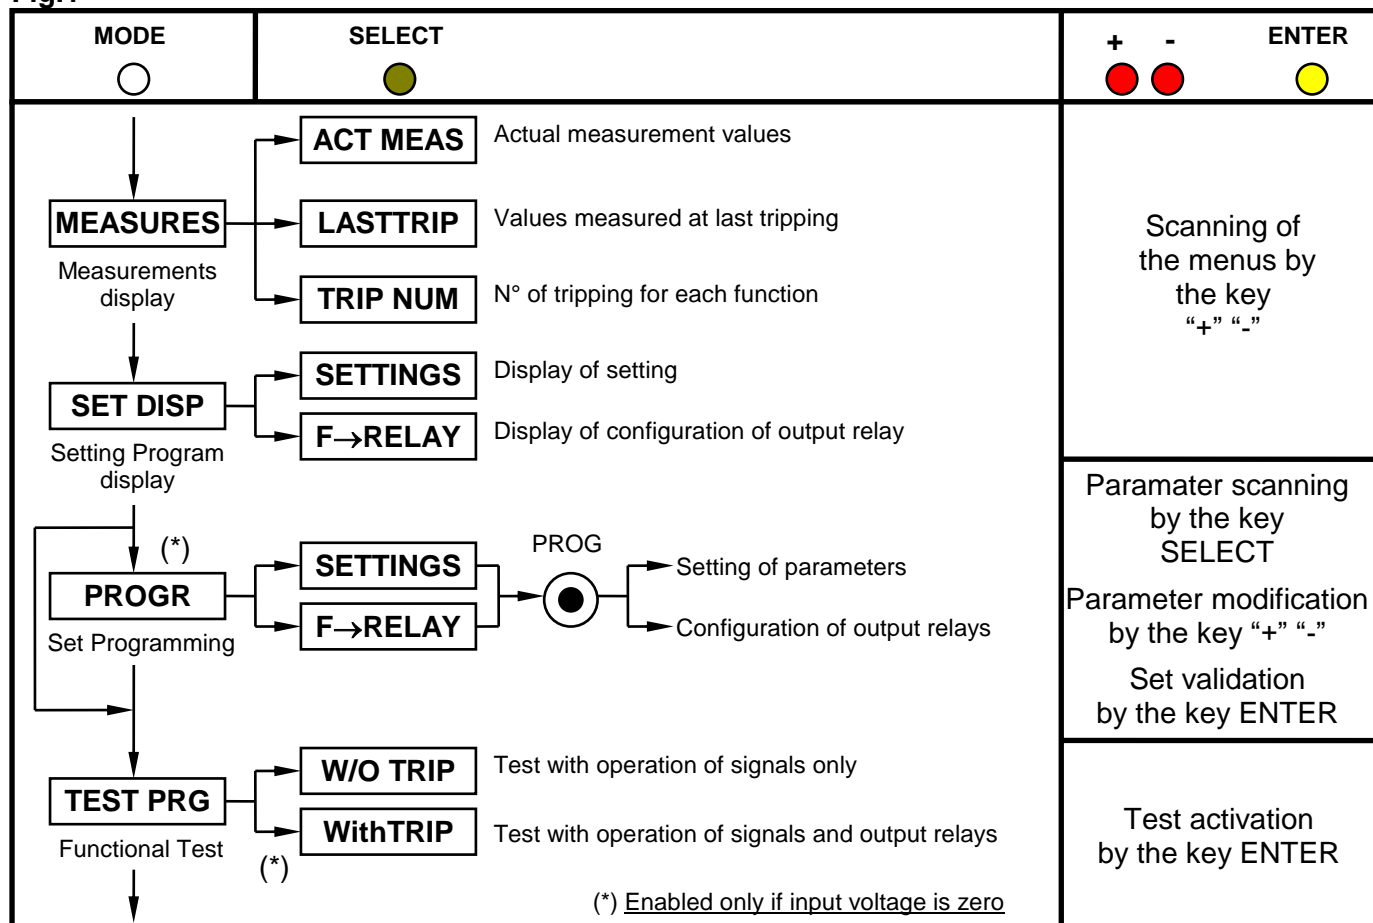 MODE
SELECT
+ -
ENTER
ACT MEAS
Actual measurement values
MEASURES
LASTTRIP
Values measured at last tripping
Measurements
display
TRIP NUM
N° of tripping for each function
Scanning of
the menus by
the key
“+” “-”
SET DISP
SETTINGS
Display of setting
F→RELAY
Display of configuration of output relay
Setting Program
display
(*)
PROGR
Set Programming
SETTINGS
F→RELAY
PROG
Setting of parameters
Configuration of output relays
Paramater scanning
by the key
SELECT
Parameter modification
by the key “+” “-”
Set validation
by the key ENTER
TEST PRG
Functional Test
W/O TRIP
Test with operation of signals only
WithTRIP
Test with operation of signals and output relays
(*)
Test activation
by the key ENTER
(*) Enabled only if input voltage is zero